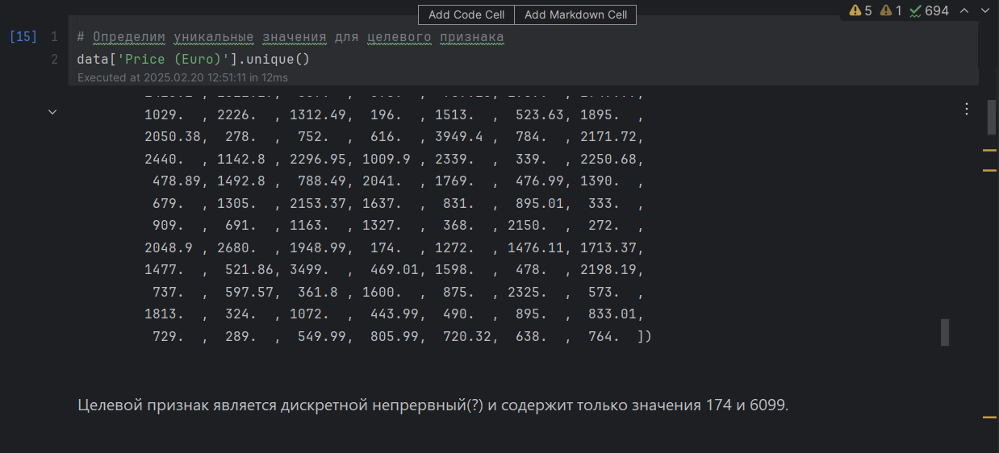 Add Code Cell Add Markdown Cell 5 1 694
[15] 1 # Определим уникальные значения для целевого признака
2 data['Price (Euro)'].unique()
Executed at 2025.02.20 12:51:11 in 12ms
1029. , 2226. , 1312.49, 196. , 1513. , 523.63, 1895. ,
2050.38, 278. , 752. , 616. , 3949.4 , 784. , 2171.72,
2440. , 1142.8 , 2296.95, 1009.9 , 2339. , 339. , 2250.68,
478.89, 1492.8 , 788.49, 2041. , 1769. , 476.99, 1390. ,
679. , 1305. , 2153.37, 1637. , 831. , 895.01, 333. ,
909. , 691. , 1163. , 1327. , 368. , 2150. , 272. ,
2048.9 , 2680. , 1948.99, 174. , 1272. , 1476.11, 1713.37,
1477. , 521.86, 3499. , 469.01, 1598. , 478. , 2198.19,
737. , 597.57, 361.8 , 1600. , 875. , 2325. , 573. ,
1813. , 324. , 1072. , 443.99, 490. , 895. , 833.01,
729. , 289. , 549.99, 805.99, 720.32, 638. , 764. ])
Целевой признак является дискретной непрервный(?) и содержит только значения 174 и 6099.